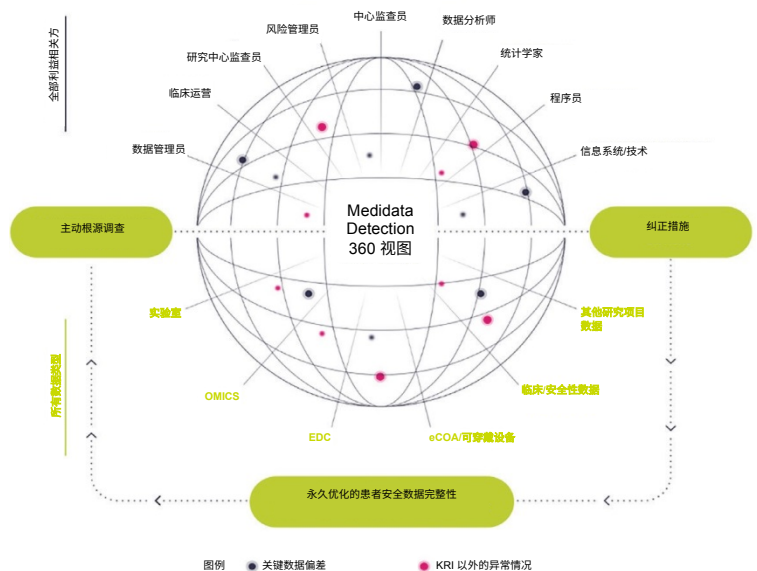 全部利益相关方
中心监查员
风险管理员
数据分析师
研究中心监查员
统计学家
临床运营
程序员
数据管理员
信息系统/技术
Medidata
Detection
360 视图
主动根源调查
纠正措施
所有数据类型
实验室
其他研究项目
数据
OMICS
临床/安全性数据
EDC
eCOA/可穿戴设备
永久优化的患者安全数据完整性
图例
关键数据偏差
KRI 以外的异常情况